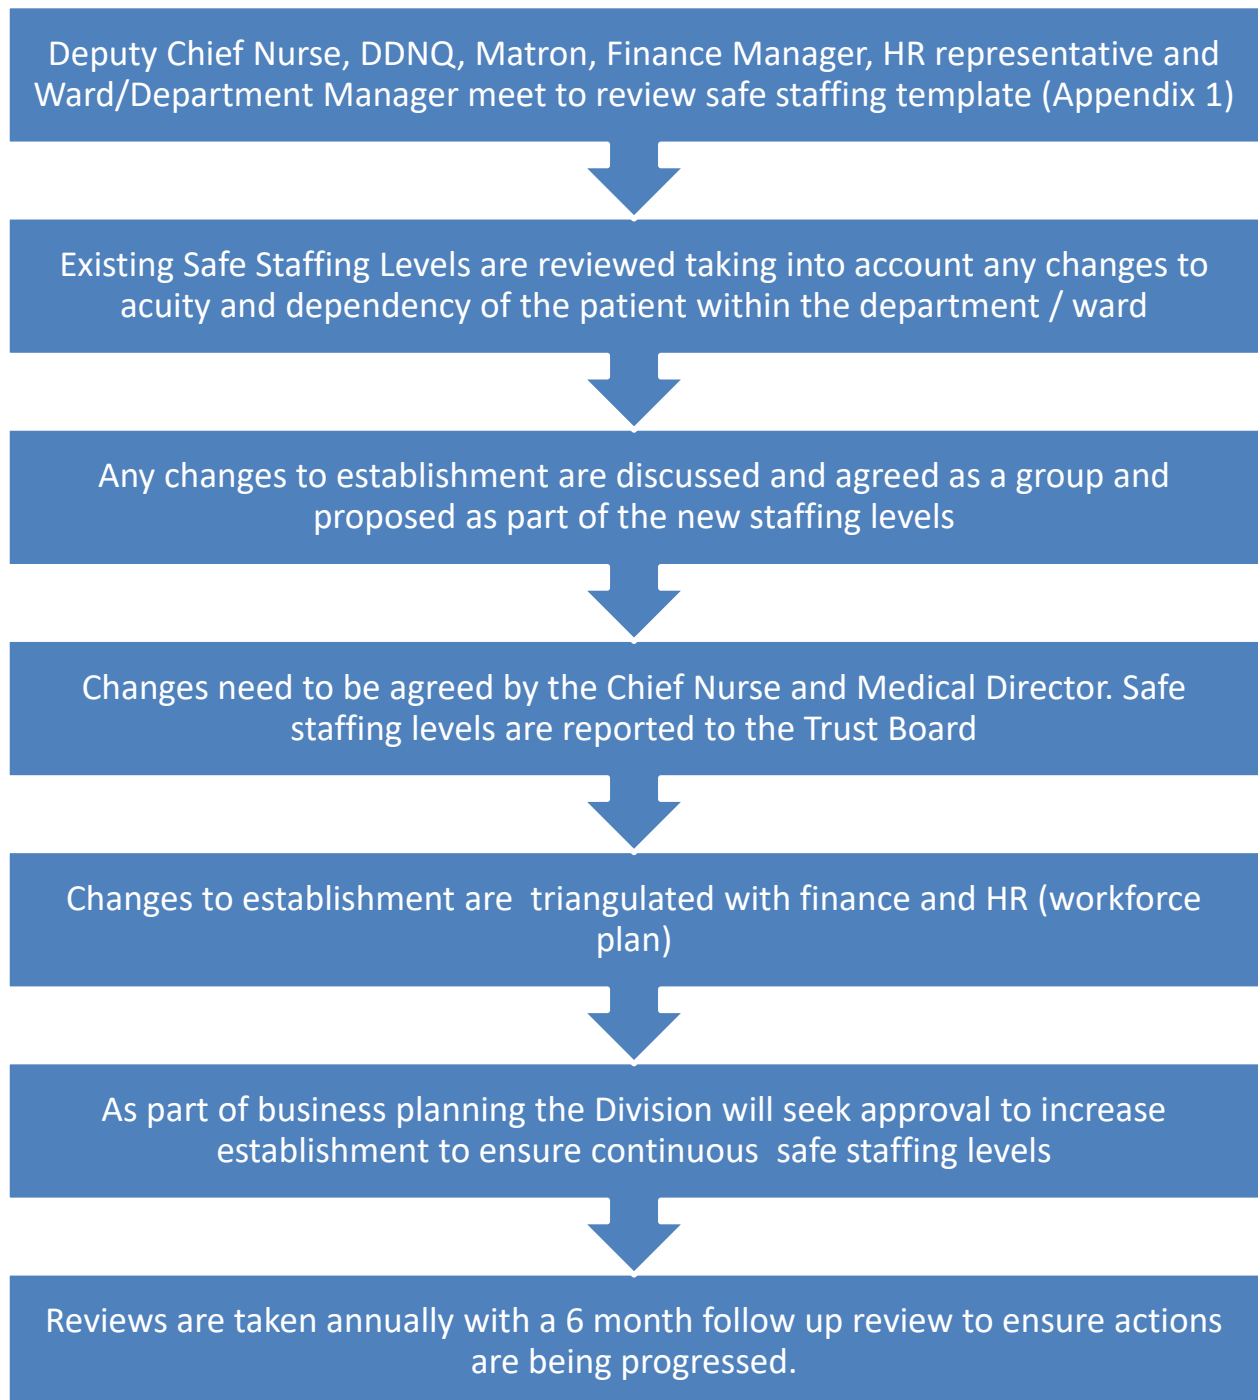 Deputy Chief Nurse, DDNQ, Matron, Finance Manager, HR representative and
Ward/Department Manager meet to review safe staffing template (Appendix 1)
Existing Safe Staffing Levels are reviewed taking into account any changes to
acuity and dependency of the patient within the department / ward
Any changes to establishment are discussed and agreed as a group and
proposed as part of the new staffing levels
Changes need to be agreed by the Chief Nurse and Medical Director. Safe
staffing levels are reported to the Trust Board
Changes to establishment are  triangulated with finance and HR (workforce
plan)
As part of business planning the Division will seek approval to increase
establishment to ensure continuous  safe staffing levels
Reviews are taken annually with a 6 month follow up review to ensure actions
are being progressed.